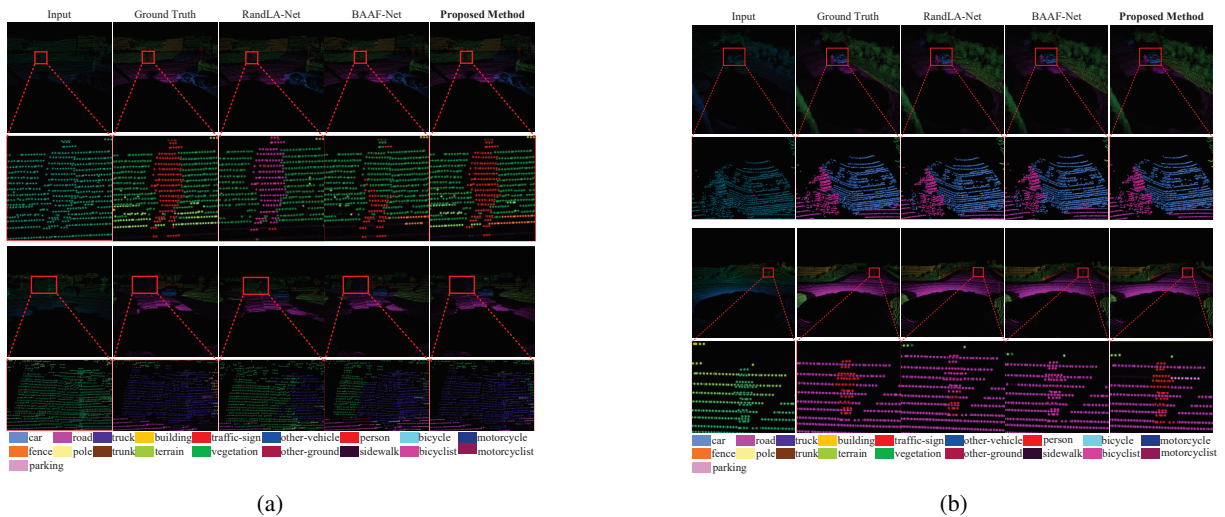 Input Ground Truth RandLA-Net BAAF-Net Proposed Method
car road truck building traffic-sign other-vehicle person bicycle motorcycle
fence pole trunk terrain vegetation other-ground sidewalk bicyclist motorcyclist
parking
(a)
Input Ground Truth RandLA-Net BAAF-Net Proposed Method
car road truck building traffic-sign other-vehicle person bicycle motorcycle
fence pole trunk terrain vegetation other-ground sidewalk bicyclist motorcyclist
parking
(b)